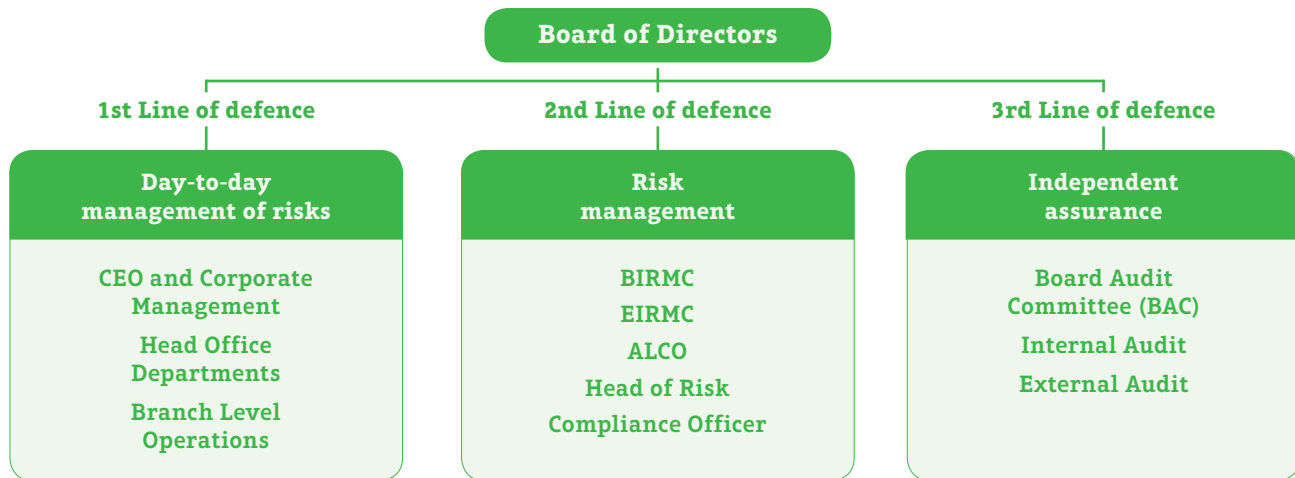 Board of Directors
1st Line of defence
2nd Line of defence
3rd Line of defence
Day-to-day
management of risks
CEO and Corporate
Management
Head Office
Departments
Branch Level
Operations
Risk
management
BIRMC
EIRMC
ALCO
Head of Risk
Compliance Officer
Independent
assurance
Board Audit
Committee (BAC)
Internal Audit
External Audit